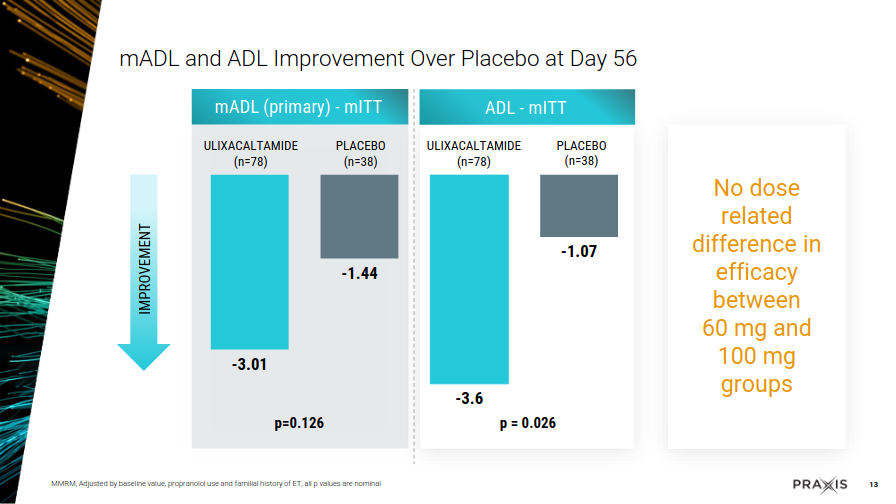 mADL and ADL Improvement Over Placebo at Day 56
mADL (primary) - mITT
ADL - mITT
ULIXACALTAMIDE
(n=78)
PLACEBO
(n=38)
ULIXACALTAMIDE
(n=78)
PLACEBO
(n=38)
IMPROVEMENT
-1.44
-3.01
p=0.126
-1.07
-3.6
p = 0.026
No dose
related
difference in
efficacy
between
60 mg and
100 mg
groups
MMRM, Adjusted by baseline value, propranolol use and familial history of ET, all p values are nominal
PRAXIS
13